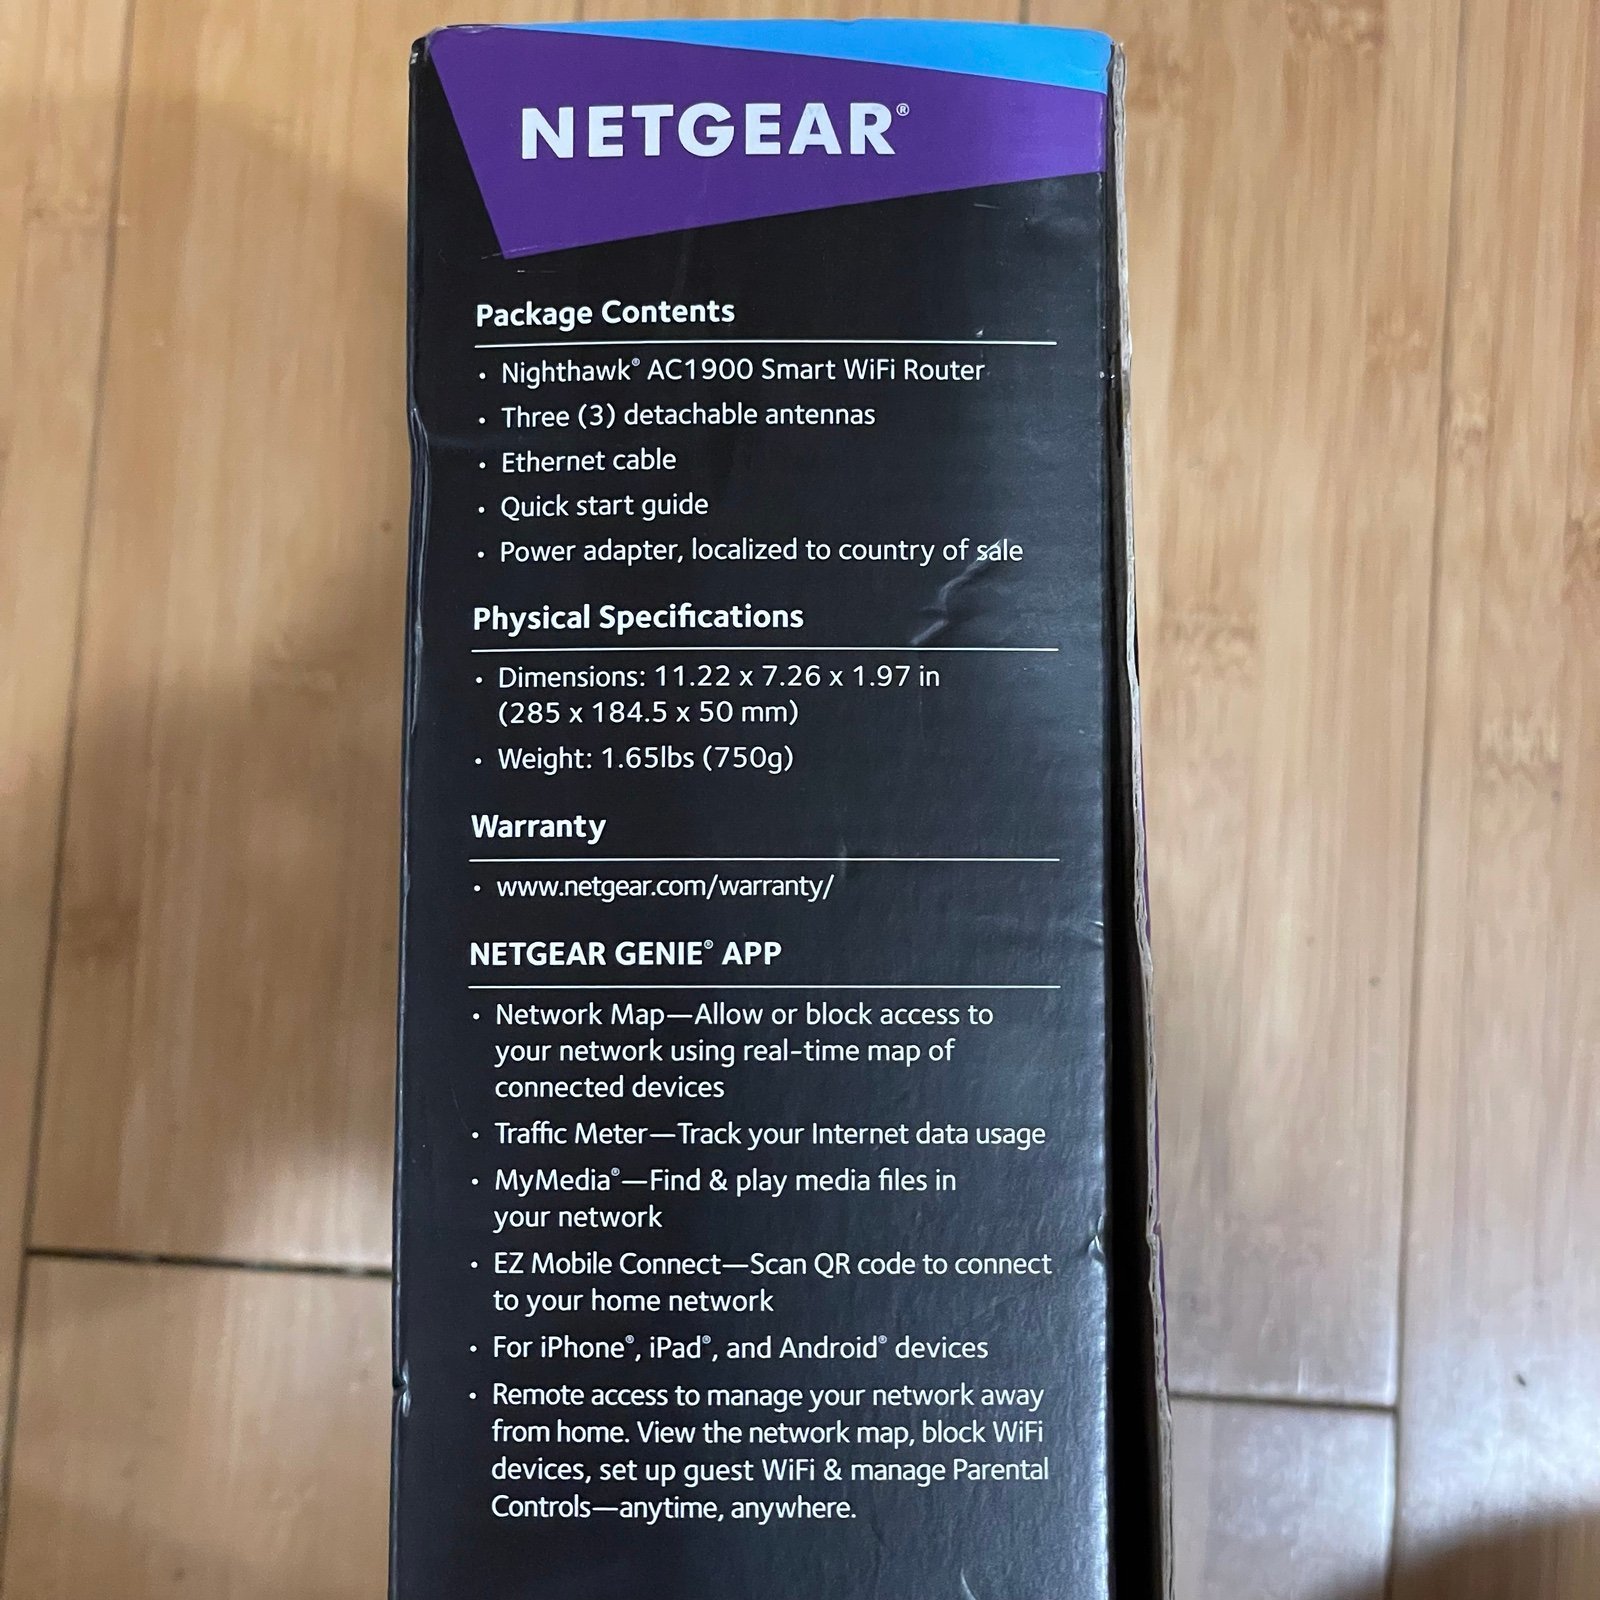 NETGEAR®
Package Contents
• Nighthawk® AC1900 Smart WiFi Router
• Three (3) detachable antennas
• Ethernet cable
• Quick start guide
• Power adapter, localized to country of sale
Physical Specifications
• Dimensions: 11.22 x 7.26 x 1.97 in
(285 x 184.5 x 50 mm)
• Weight: 1.65lbs (750g)
Warranty
• www.netgear.com/warranty/
NETGEAR GENIE® APP
• Network Map—Allow or block access to
your network using real-time map of
connected devices
• Traffic Meter—Track your Internet data usage
• MyMedia®—Find & play media files in
your network
• EZ Mobile Connect—Scan QR code to connect
to your home network
• For iPhone®, iPad®, and Android® devices
• Remote access to manage your network away
from home. View the network map, block WiFi
devices, set up guest WiFi & manage Parental
Controls—anytime, anywhere.